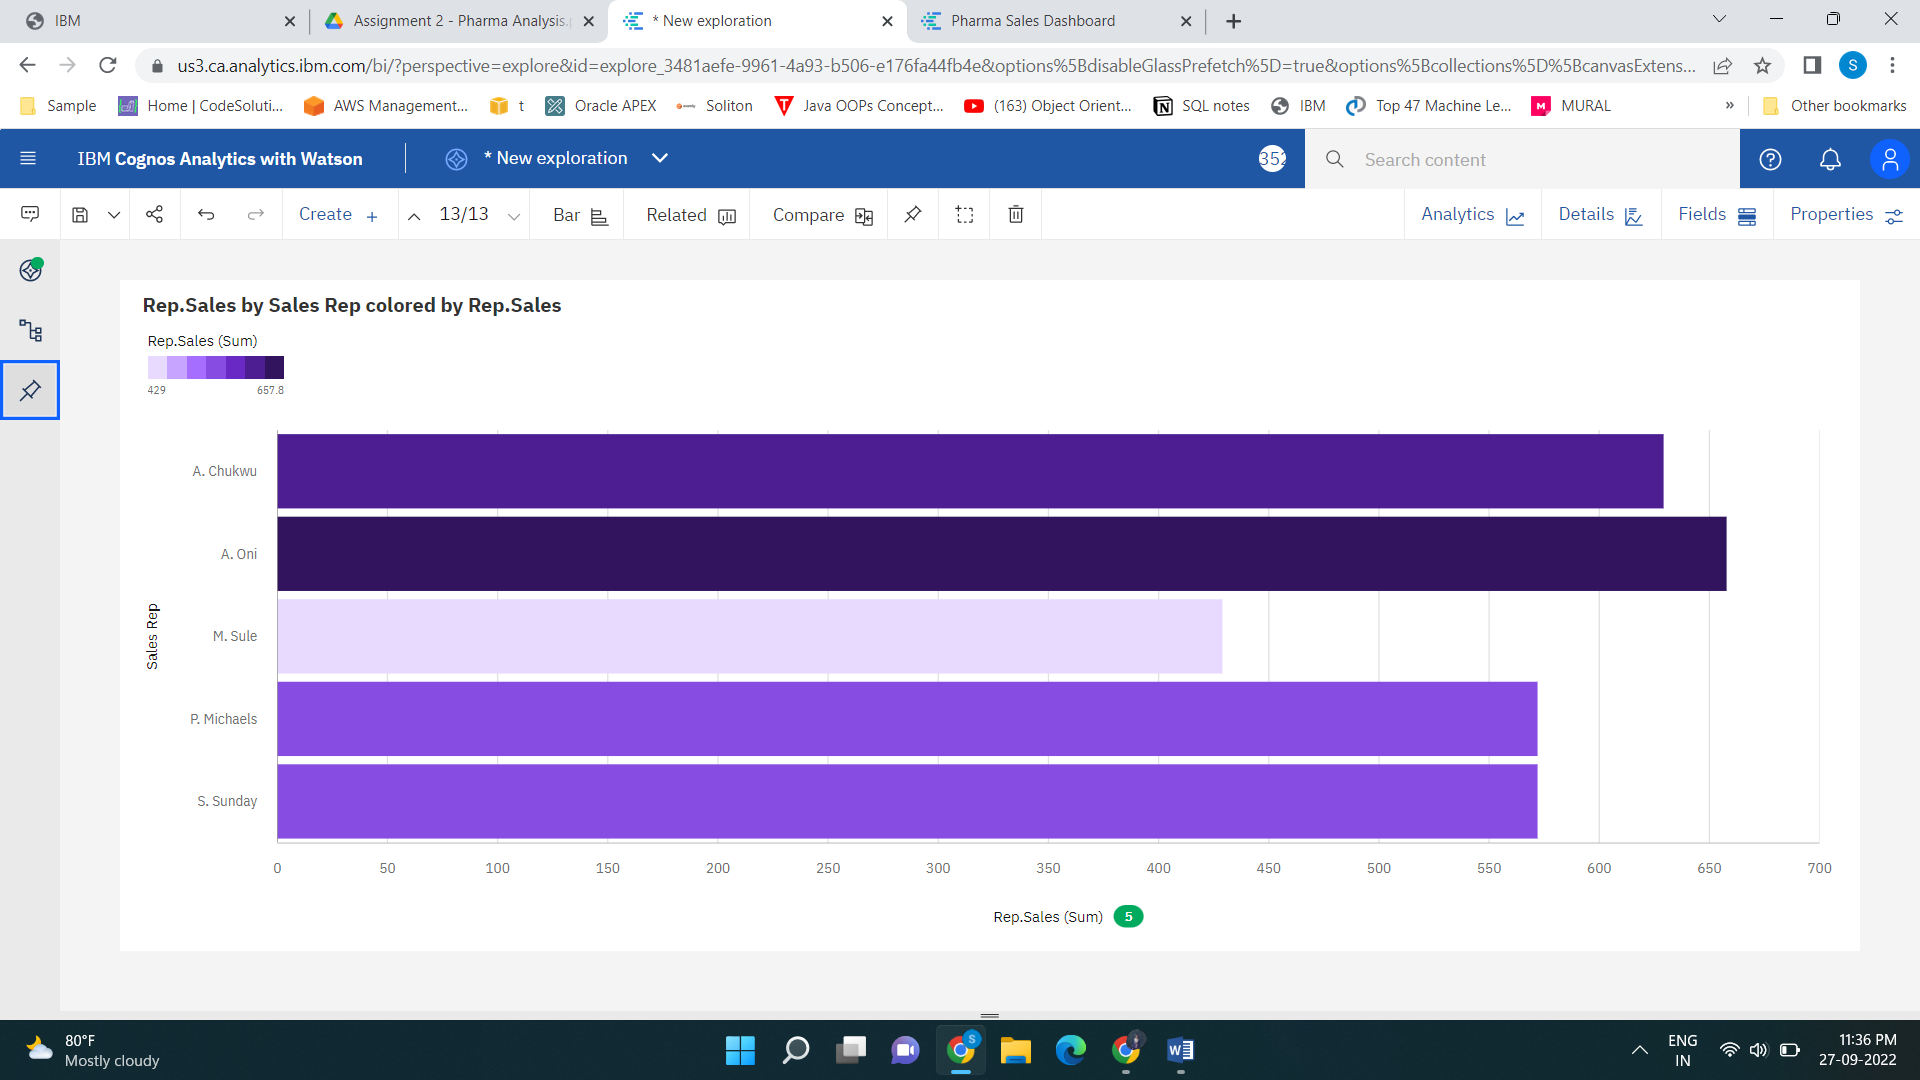 IBM
Assignment 2 - Pharma Analysis.
* New exploration
Pharma Sales Dashboard
us3.ca.analytics.ibm.com/bi/?perspective=explore&id=explore_3481aefe-9961-4a93-b506-e176fa44fb4e&options%5BdisableGlassPrefetch%5D=true&options%5Bcollections%5D%5BcanvasExtens...
S
Sample
Home | CodeSoluti...
AWS Management...
t
Oracle APEX
Soliton
Java OOPs Concept...
(163) Object Orient...
SQL notes
IBM
Top 47 Machine Le...
M MURAL
»
Other bookmarks
IBM Cognos Analytics with Watson
* New exploration
352
Search content
Create +
13/13
Bar
Related
Compare
Analytics
Details
Fields
Properties
Rep.Sales by Sales Rep colored by Rep.Sales
Rep.Sales (Sum)
429 657.8
Sales Rep
A. Chukwu
A. Oni
M. Sule
P. Michaels
S. Sunday
0 50 100 150 200 250 300 350 400 450 500 550 600 650 700
Rep.Sales (Sum) 5
80°F
Mostly cloudy
S
W
ENG
IN
11:36 PM
27-09-2022